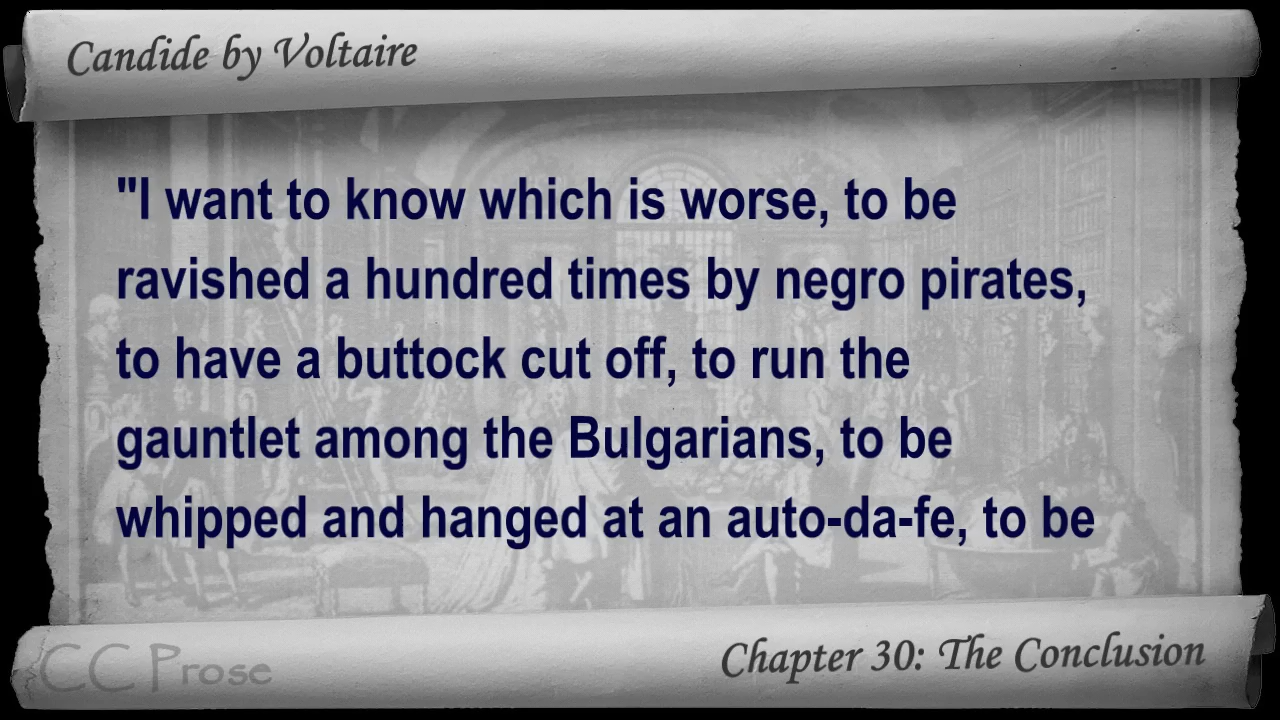 Candide by Voltaire
"I want to know which is worse, to be
ravished a hundred times by negro pirates,
to have a buttock cut off, to run the
gauntlet among the Bulgarians, to be
whipped and hanged at an auto-da-fe, to be
CC Prose
Chapter 30: The Conclusion